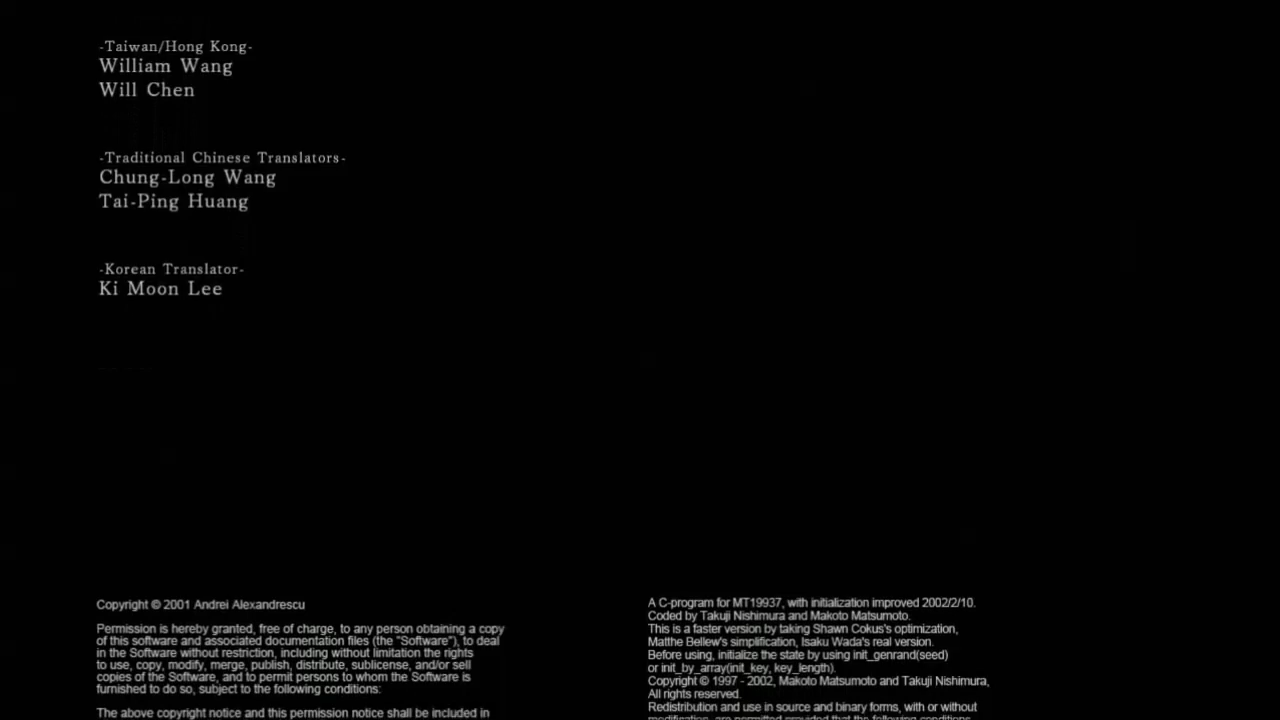 -Taiwan/Hong Kong-
William Wang
Will Chen
-Traditional Chinese Translators-
Chung-Long Wang
Tai-Ping Huang
-Korean Translator-
Ki Moon Lee
Copyright © 2001 Andrei Alexandrescu
Permission is hereby granted, free of charge, to any person obtaining a copy
of this software and associated documentation files (the "Software"), to deal
in the Software without restriction, including without limitation the rights
to use, copy, modify, merge, publish, distribute, sublicense, and/or sell
copies of the Software, and to permit persons to whom the Software is
furnished to do so, subject to the following conditions:
The above copyright notice and this permission notice shall be included in
A C-program for MT19937, with initialization improved 2002/2/10.
Coded by Takuji Nishimura and Makoto Matsumoto.
This is a faster version by taking Shawn Cokus's optimization,
Matthe Bellew's simplification, Isaku Wada's real version.
Before using, initialize the state by using init_genrand(seed)
or init_by_array(init_key, key_length).
Copyright © 1997 - 2002, Makoto Matsumoto and Takuji Nishimura,
All rights reserved.
Redistribution and use in source and binary forms, with or without
modification, are permitted provided that the following conditions